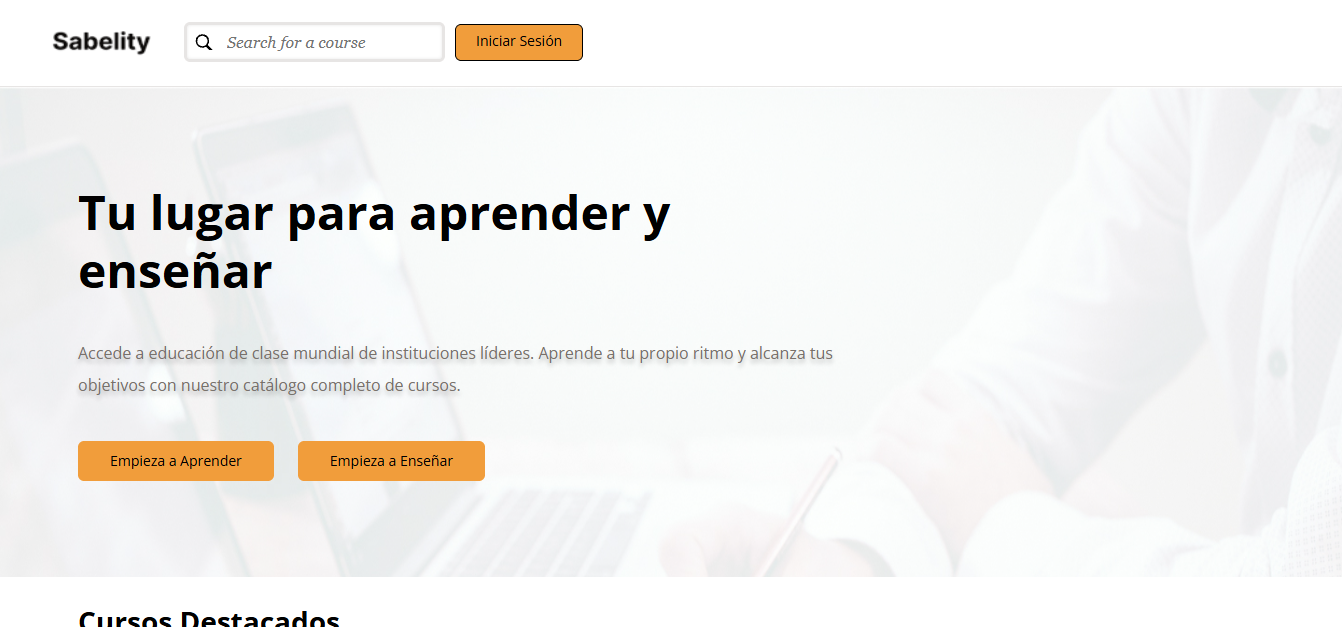 Sabelity
Search for a course
Iniciar Sesión
Tu lugar para aprender y
enseñar
Accede a educación de clase mundial de instituciones líderes. Aprende a tu propio ritmo y alcanza tus
objetivos con nuestro catálogo completo de cursos.
Empieza a Aprender
Empieza a Enseñar
Cursos Destacados